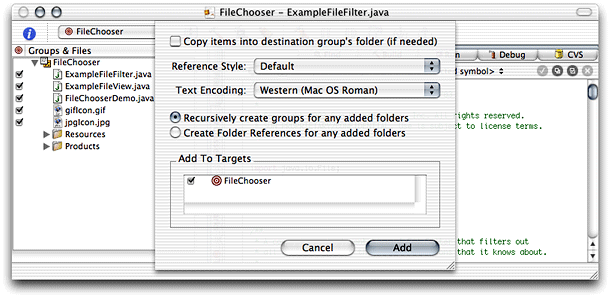 FileChooser – ExampleFileFilter.java
FileChooser
Groups & Files
FileChooser
ExampleFileFilter.java
ExampleFileView.java
FileChooserDemo.java
gifIcon.gif
jpgIcon.jpg
Resources
Products
Copy items into destination group's folder (if needed)
Reference Style: Default
Text Encoding: Western (Mac OS Roman)
Recursively create groups for any added folders
Create Folder References for any added folders
Add To Targets
FileChooser
Cancel
Add
Debug
CVS
symbol>
rights reserved.
ct to license terms.
that filters out
that it knows about.